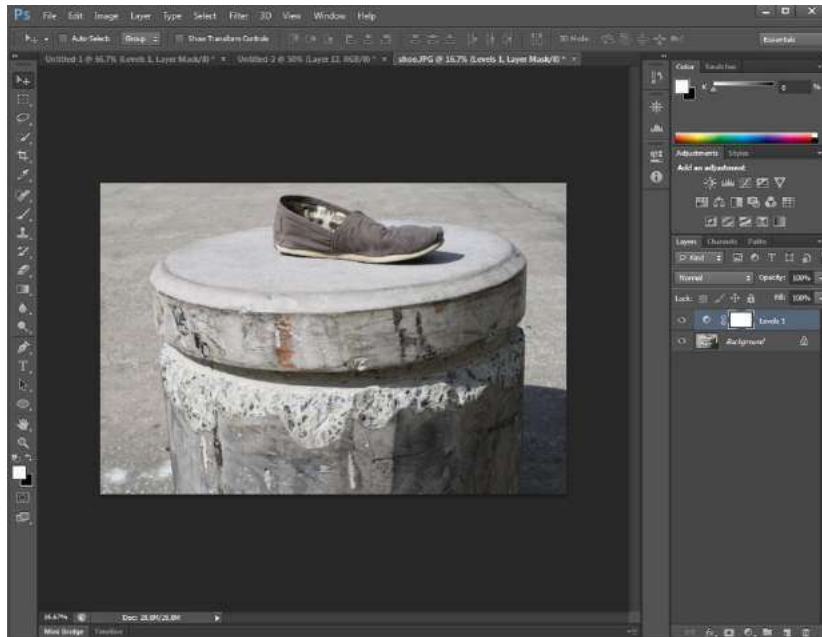 Ps File Edit Image Layer Type Select Filter 3D View Window Help
Auto-Select: Group Show Transform Controls 3D Mode: Essentials
Untitled-1 @ 66.7% (Levels 1, Layer Mask/8) * × Untitled-2 @ 50% (Layer 12, RGB/8) * × shoe.JPG @ 16.7% (Levels 1, Layer Mask/8) * ×
Color Swatches
K 0 %
Adjustments Styles
Add an adjustment
Layers Channels Paths
Kind
Normal Opacity: 100%
Lock: Fill: 100%
Levels 1
Background
16.67% Doc: 28.8M/28.8M
Mini Bridge Timeline